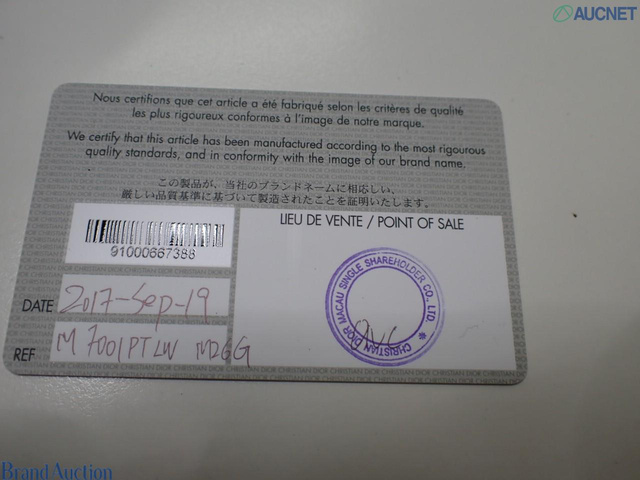 AUCNET
Nous certifions que cet article a été fabriqué selon les critères de qualité
les plus rigoureux conformes à l'image de notre marque.
We certify that this article has been manufactured according to the most rigourous
quality standards, and in conformity with the image of our brand name.
この製品が、当社のブランドネームに相応しい、
厳しい品質基準に基づいて製造されたことを証明いたします。
91000667388
LIEU DE VENTE / POINT OF SALE
CHRISTIAN DIOR MACAU SINGLE SHAREHOLDER CO., LTD. *
DATE 2017-Sep-19
REF M7001PTLW M26G
Brand Auction